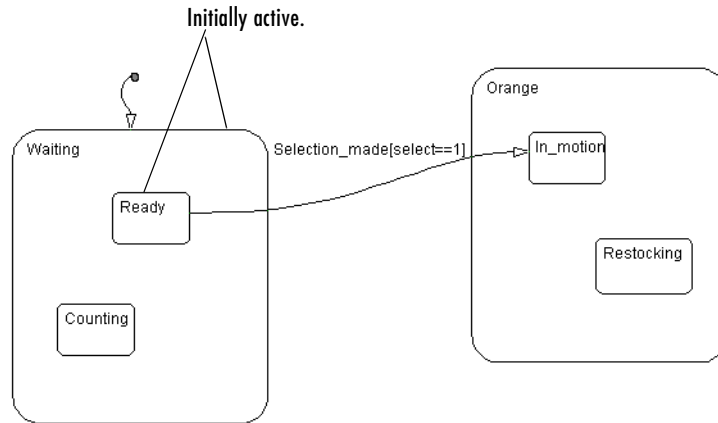 Initially active.
Orange
Waiting
Selection_made[select==1]
In_motion
Ready
Restocking
Counting